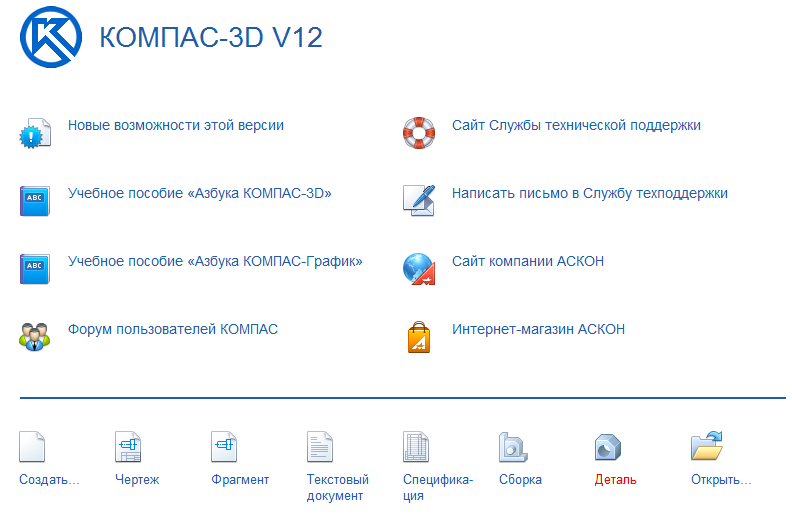 КОМПАС-3D V12
Новые возможности этой версии
Сайт Службы технической поддержки
ABC
Учебное пособие «Азбука КОМПАС-3D»
Написать письмо в Службу техподдержки
ABC
Учебное пособие «Азбука КОМПАС-График»
Сайт компании АСКОН
Форум пользователей КОМПАС
Интернет-магазин АСКОН
Создать...
Чертеж
Фрагмент
Текстовый
документ
Специфика-
ция
Сборка
Деталь
Открыть...